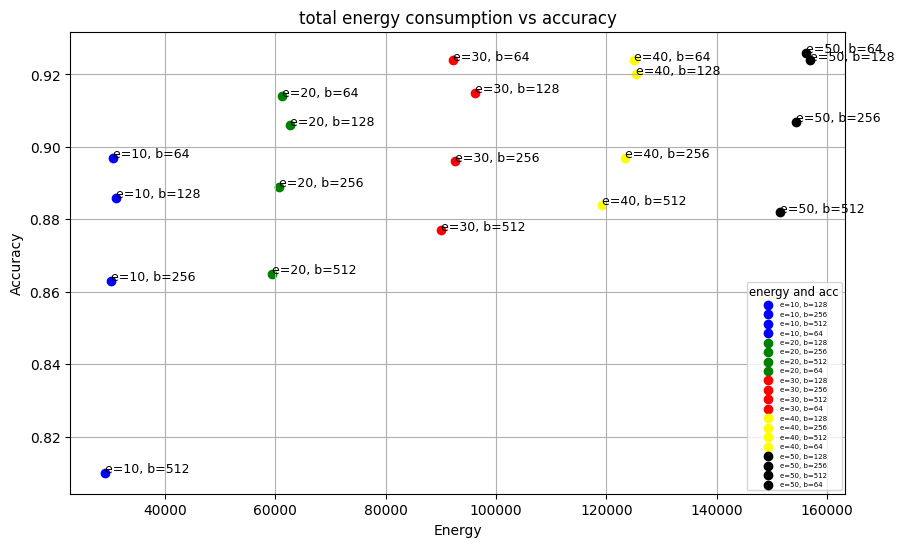 total energy consumption vs accuracy
e=50, b=64
e=30, b=64
e=40, b=64
e=50, b=128
e=40, b=128
0.92
e=20, b=64
e=30, b=128
e=20, b=128
e=50, b=256
0.90
e=10, b=64
e=30, b=256
e=40, b=256
e=20, b=256
e=10, b=128
e=40, b=512
e=50, b=512
0.88
e=30, b=512
e=20, b=512
e=10, b=256
0.86
0.84
0.82
e=10, b=512
Accuracy
energy and acc
e=10, b=128
e=10, b=256
e=10, b=512
e=10, b=64
e=20, b=128
e=20, b=256
e=20, b=512
e=20, b=64
e=30, b=128
e=30, b=256
e=30, b=512
e=30, b=64
e=40, b=128
e=40, b=256
e=40, b=512
e=40, b=64
e=50, b=128
e=50, b=256
e=50, b=512
e=50, b=64
40000 60000 80000 100000 120000 140000 160000
Energy